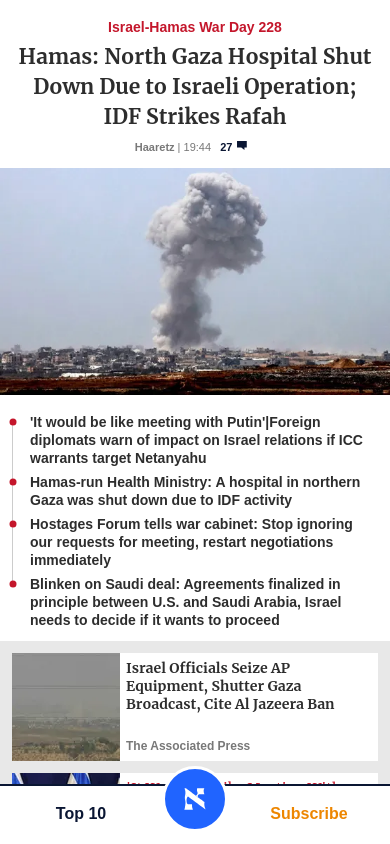 Israel-Hamas War Day 228
Hamas: North Gaza Hospital Shut
Down Due to Israeli Operation;
IDF Strikes Rafah
Haaretz | 19:44 27
'It would be like meeting with Putin'|Foreign
diplomats warn of impact on Israel relations if ICC
warrants target Netanyahu
Hamas-run Health Ministry: A hospital in northern
Gaza was shut down due to IDF activity
Hostages Forum tells war cabinet: Stop ignoring
our requests for meeting, restart negotiations
immediately
Blinken on Saudi deal: Agreements finalized in
principle between U.S. and Saudi Arabia, Israel
needs to decide if it wants to proceed
Israel Officials Seize AP
Equipment, Shutter Gaza
Broadcast, Cite Al Jazeera Ban
The Associated Press
Top 10
א
Subscribe